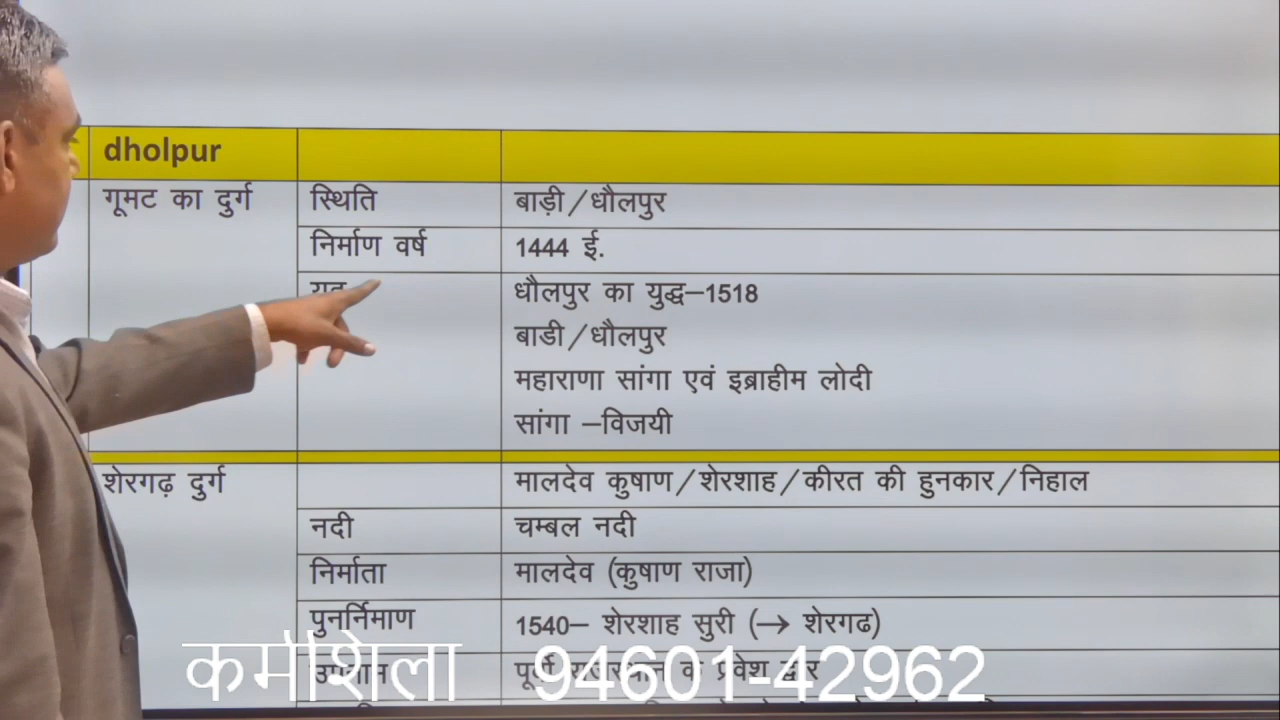 dholpur
गूमट का दुर्ग स्थिति बाड़ी/धौलपुर
निर्माण वर्ष 1444 ई.
धौलपुर का युद्ध–1518
बाडी/धौलपुर
महाराणा सांगा एवं इब्राहीम लोदी
सांगा –विजयी
शेरगढ़ दुर्ग मालदेव कुषाण/शेरशाह/कीरत की हुनकार/निहाल
नदी चम्बल नदी
निर्माता मालदेव (कुषाण राजा)
पुनर्निमाण 1540– शेरशाह सुरी (→ शेरगढ)
के प्रवेश द्वार
कर्मशिला 94601-42962